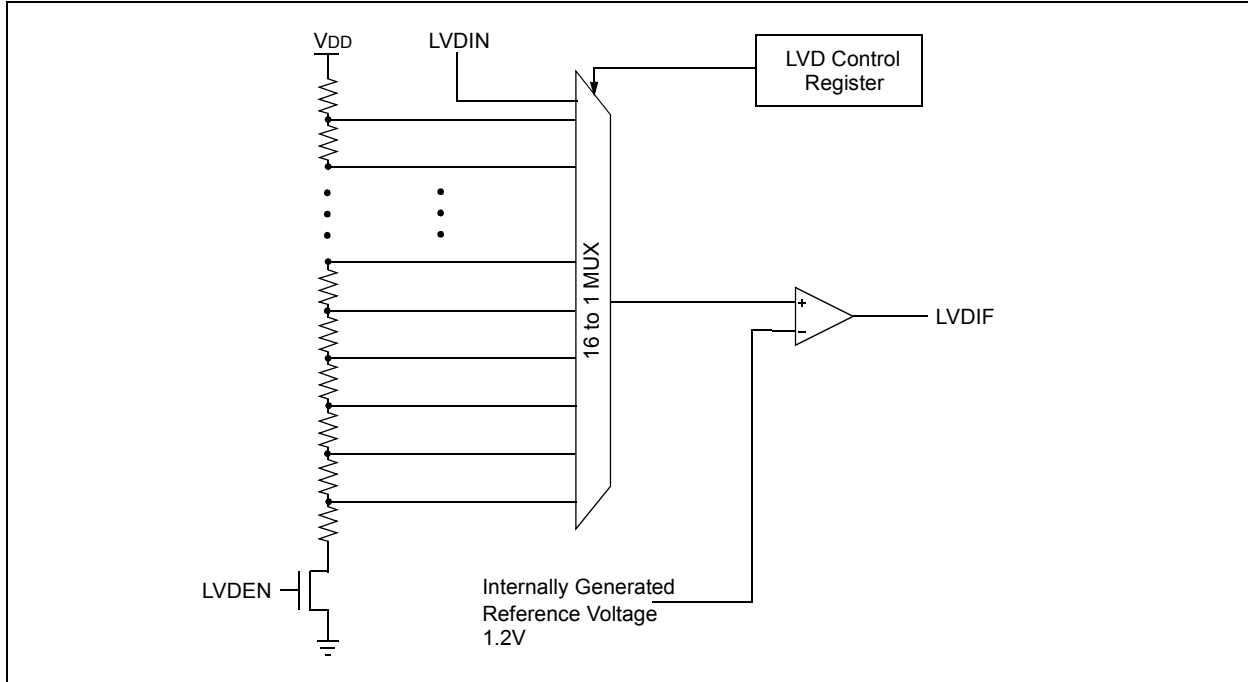 VDD
LVDIN
LVD Control
Register
16 to 1 MUX
+
−
LVDIF
LVDEN
Internally Generated
Reference Voltage
1.2V